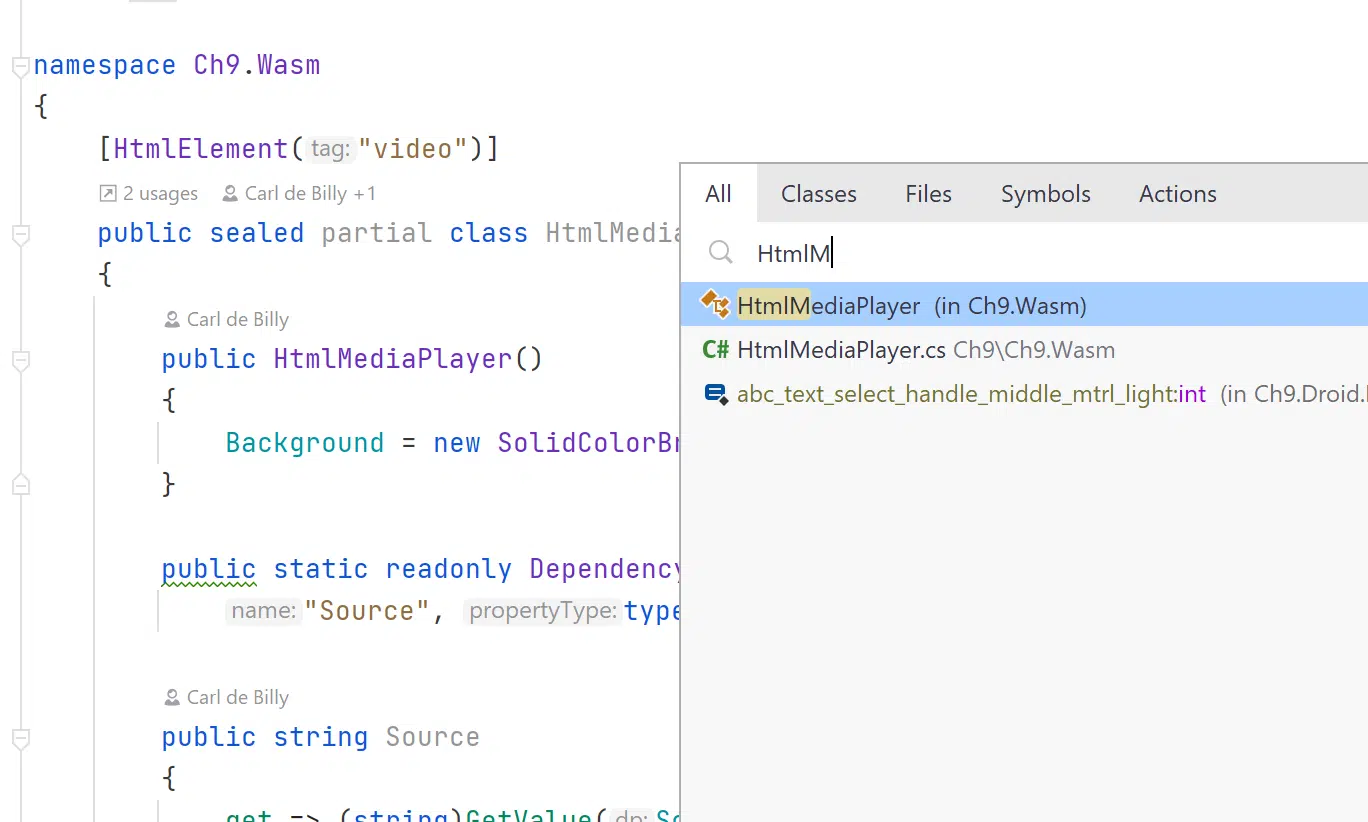 namespace Ch9.Wasm
{
[HtmlElement( tag: "video")]
2 usages Carl de Billy +1
public sealed partial class HtmlMedia
{
Carl de Billy
public HtmlMediaPlayer()
{
Background = new SolidColorBr
}
public static readonly Dependency
name: "Source", propertyType: type
Carl de Billy
public string Source
{
get => (string)GetValue( dp: So
All Classes Files Symbols Actions
HtmlM
HtmlMediaPlayer (in Ch9.Wasm)
C# HtmlMediaPlayer.cs Ch9\Ch9.Wasm
abc_text_select_handle_middle_mtrl_light:int (in Ch9.Droid.